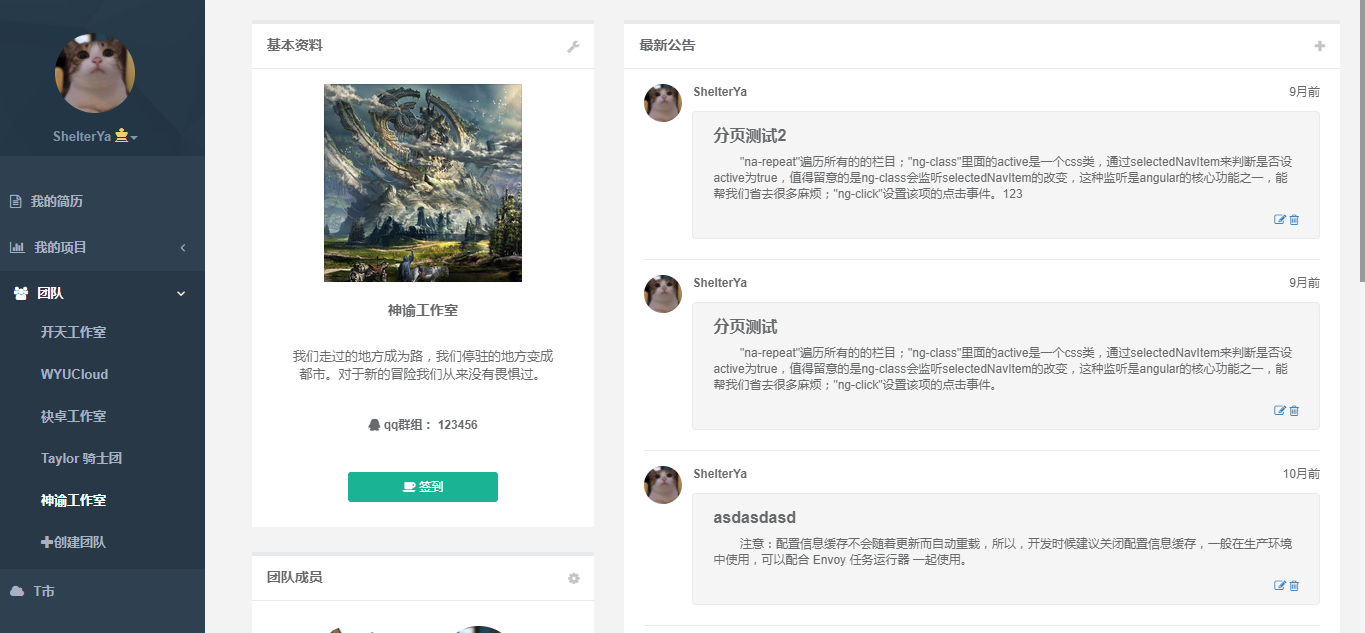 ShelterYa
我的简历
我的项目
团队
开天工作室
WYUCloud
袂卓工作室
Taylor 骑士团
神谕工作室
创建团队
T市
基本资料
神谕工作室
我们走过的地方成为路，我们停驻的地方变成
都市。对于新的冒险我们从来没有畏惧过。
qq群组： 123456
签到
团队成员
最新公告
ShelterYa
9月前
分页测试2
"na-repeat"遍历所有的的栏目；"ng-class"里面的active是一个css类，通过selectedNavItem来判断是否设
active为true，值得留意的是ng-class会监听selectedNavItem的改变，这种监听是angular的核心功能之一，能
帮我们省去很多麻烦；"ng-click"设置该项的点击事件。123
ShelterYa
9月前
分页测试
"na-repeat"遍历所有的的栏目；"ng-class"里面的active是一个css类，通过selectedNavItem来判断是否设
active为true，值得留意的是ng-class会监听selectedNavItem的改变，这种监听是angular的核心功能之一，能
帮我们省去很多麻烦；"ng-click"设置该项的点击事件。
ShelterYa
10月前
asdasdasd
注意：配置信息缓存不会随着更新而自动重载，所以，开发时候建议关闭配置信息缓存，一般在生产环境
中使用，可以配合 Envoy 任务运行器 一起使用。